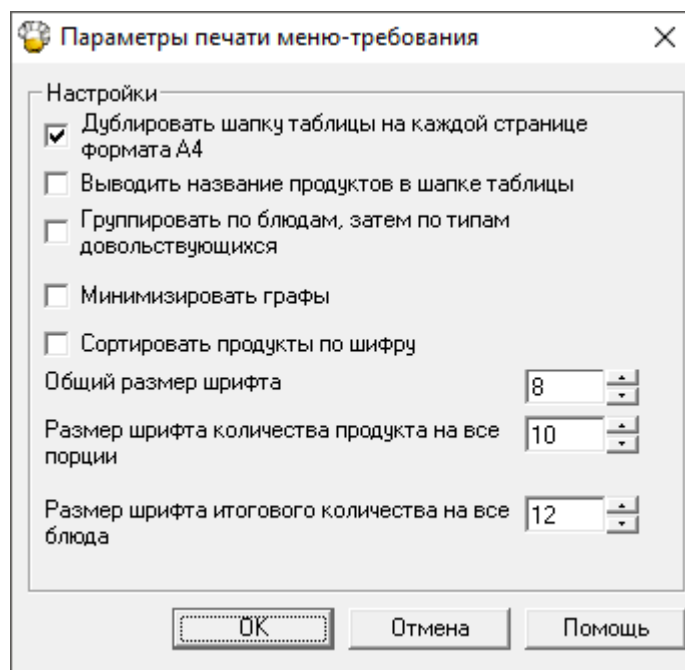 Параметры печати меню-требования
Настройки
Дублировать шапку таблицы на каждой странице
формата А4
Выводить название продуктов в шапке таблицы
Группировать по блюдам, затем по типам
довольствующихся
Минимизировать графы
Сортировать продукты по шифру
Общий размер шрифта
8
Размер шрифта количества продукта на все
порции
10
Размер шрифта итогового количества на все
блюда
12
OK
Отмена
Помощь